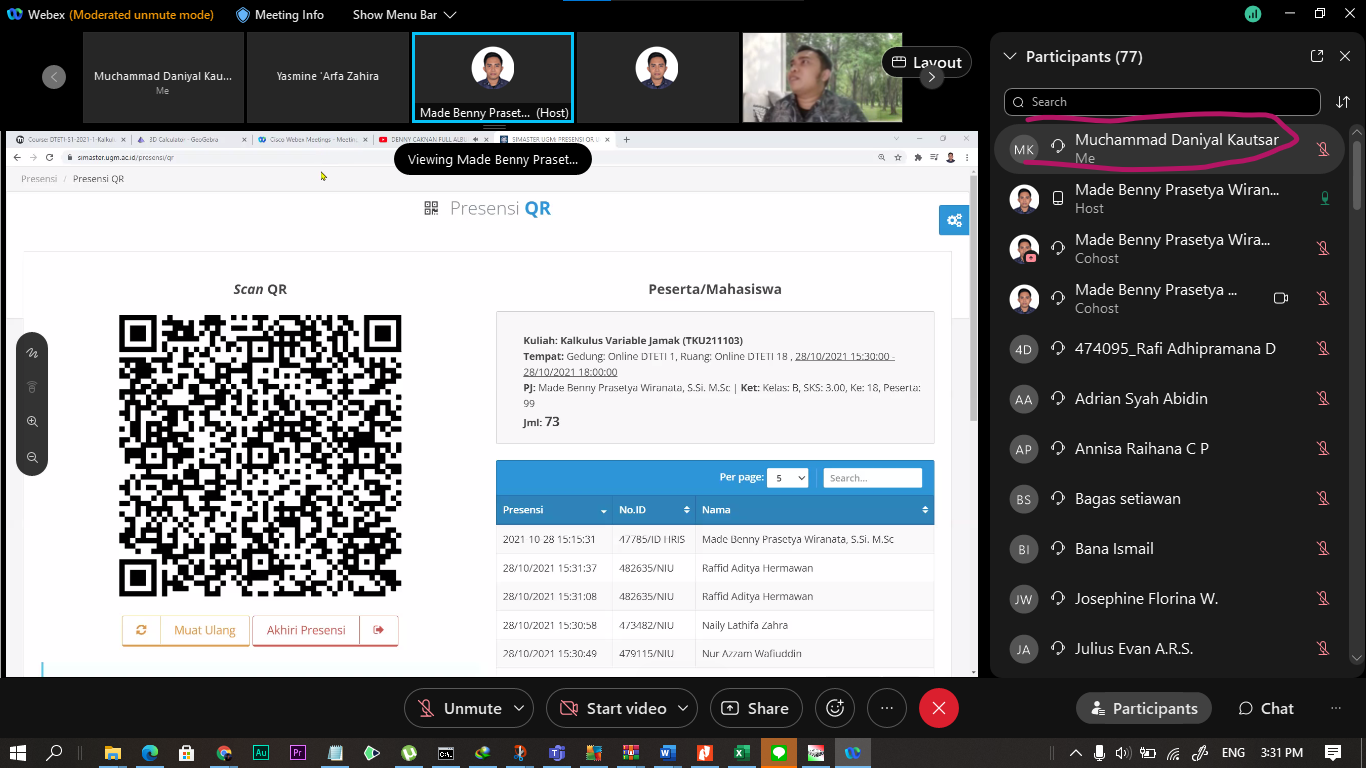 Webex (Moderated unmute mode) Meeting Info Show Menu Bar
Muchammad Daniyal Kau...
Me
Yasmine 'Arfa Zahira
Made Benny Praset... (Host)
Layout
Course: DTETI-S1-2021-1-Kalkul 3D Calculator - GeoGebra Cisco Webex Meetings - Meetin DENNY CAKNAN FULL ALB SIMASTER UGM: PRESENSI QR
simaster.ugm.ac.id/presensi/qr
Viewing Made Benny Praset...
Presensi / Presensi QR
Presensi QR
Scan QR
Muat Ulang
Akhiri Presensi
Peserta/Mahasiswa
Kuliah: Kalkulus Variable Jamak (TKU211103)
Tempat: Gedung: Online DTETI 1, Ruang: Online DTETI 18 , 28/10/2021 15:30:00 -
28/10/2021 18:00:00
PJ: Made Benny Prasetya Wiranata, S.Si. M.Sc | Ket: Kelas: B, SKS: 3.00, Ke: 18, Peserta:
99
Jml: 73
Per page: 5 Search...
Presensi No.ID Nama
2021-10-28 15:15:31 47785/ID HRIS Made Benny Prasetya Wiranata, S.Si. M.Sc
28/10/2021 15:31:37 482635/NIU Raffid Aditya Hermawan
28/10/2021 15:31:08 482635/NIU Raffid Aditya Hermawan
28/10/2021 15:30:58 473482/NIU Naily Lathifa Zahra
28/10/2021 15:30:49 479115/NIU Nur Azzam Wafiuddin
Participants (77)
Search
MK Muchammad Daniyal Kautsar
Me
Made Benny Prasetya Wiran...
Host
Made Benny Prasetya Wira...
Cohost
Made Benny Prasetya ...
Cohost
4D 474095_Rafi Adhipramana D
AA Adrian Syah Abidin
AP Annisa Raihana C P
BS Bagas setiawan
BI Bana Ismail
JW Josephine Florina W.
JA Julius Evan A.R.S.
Unmute Start video Share Participants Chat
ENG 3:31 PM